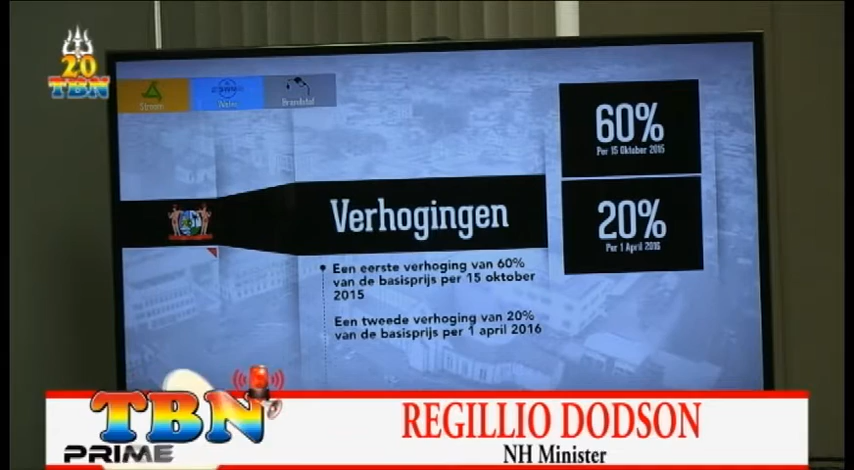 20
TBN
Stroom
Water
Brandstof
60%
Per 15 Oktober 2015
20%
Per 1 April 2016
Verhogingen
Een eerste verhoging van 60%
van de basisprijs per 15 oktober
2015
Een tweede verhoging van 20%
van de basisprijs per 1 april 2016
TBN
PRIME
REGILLIO DODSON
NH Minister